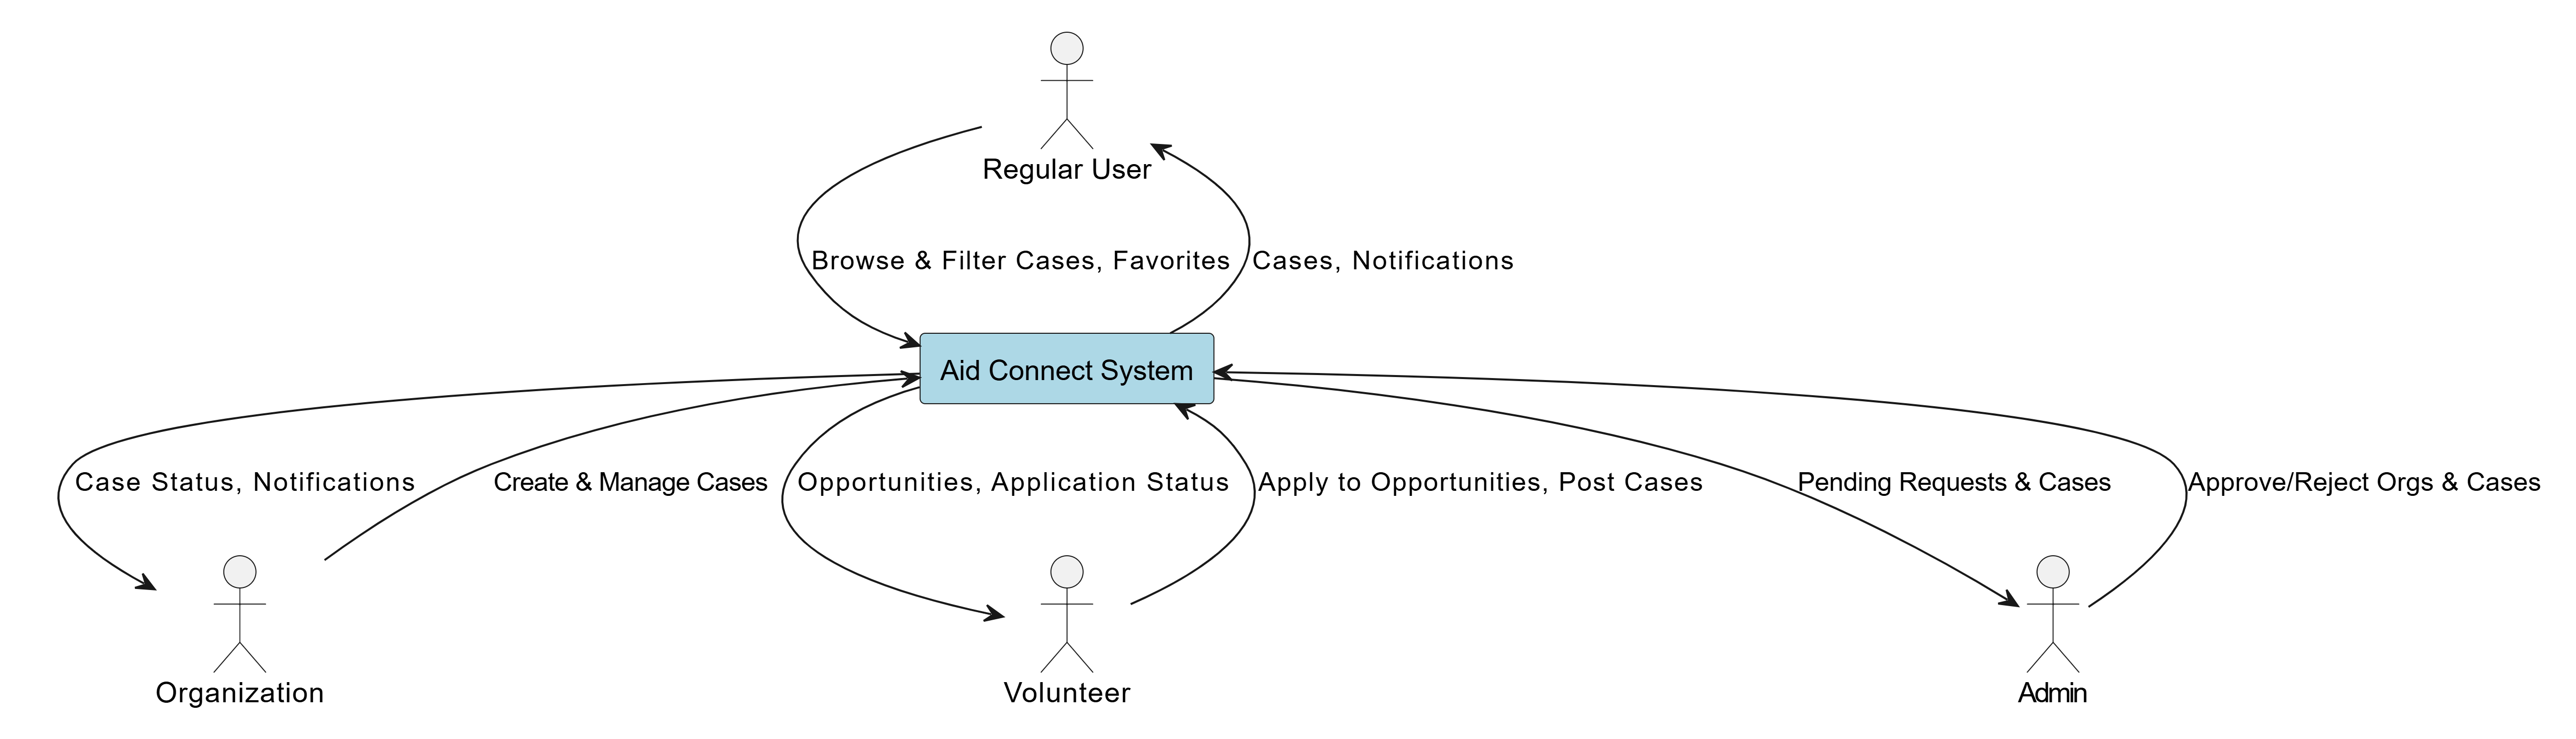 Regular User
Browse & Filter Cases, Favorites
Cases, Notifications
Aid Connect System
Case Status, Notifications
Create & Manage Cases
Opportunities, Application Status
Apply to Opportunities, Post Cases
Pending Requests & Cases
Approve/Reject Orgs & Cases
Organization
Volunteer
Admin